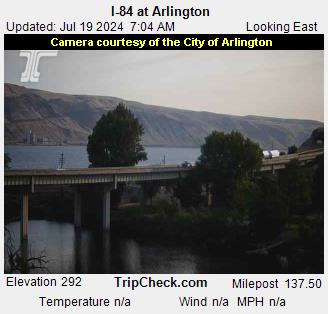 I-84 at Arlington
Updated: Jul 19 2024 7:04 AM Looking East
Camera courtesy of the City of Arlington
Elevation 292 TripCheck.com Milepost 137.50
Temperature n/a Wind n/a MPH n/a